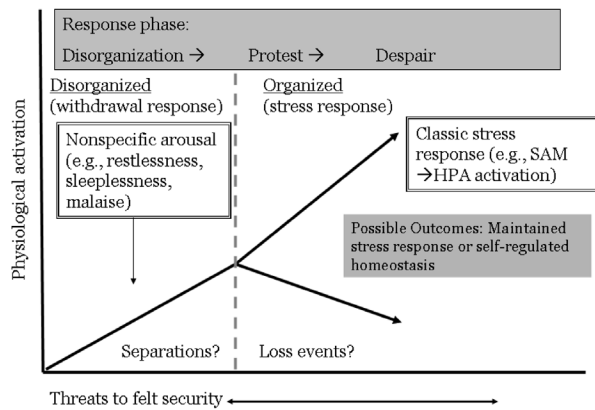 Response phase:
Disorganization → Protest → Despair
Disorganized
(withdrawal response)
Organized
(stress response)
Nonspecific arousal
(e.g., restlessness,
sleeplessness,
malaise)
Classic stress
response (e.g., SAM
→HPA activation)
Possible Outcomes: Maintained
stress response or self-regulated
homeostasis
Physiological activation
Separations?
Loss events?
Threats to felt security